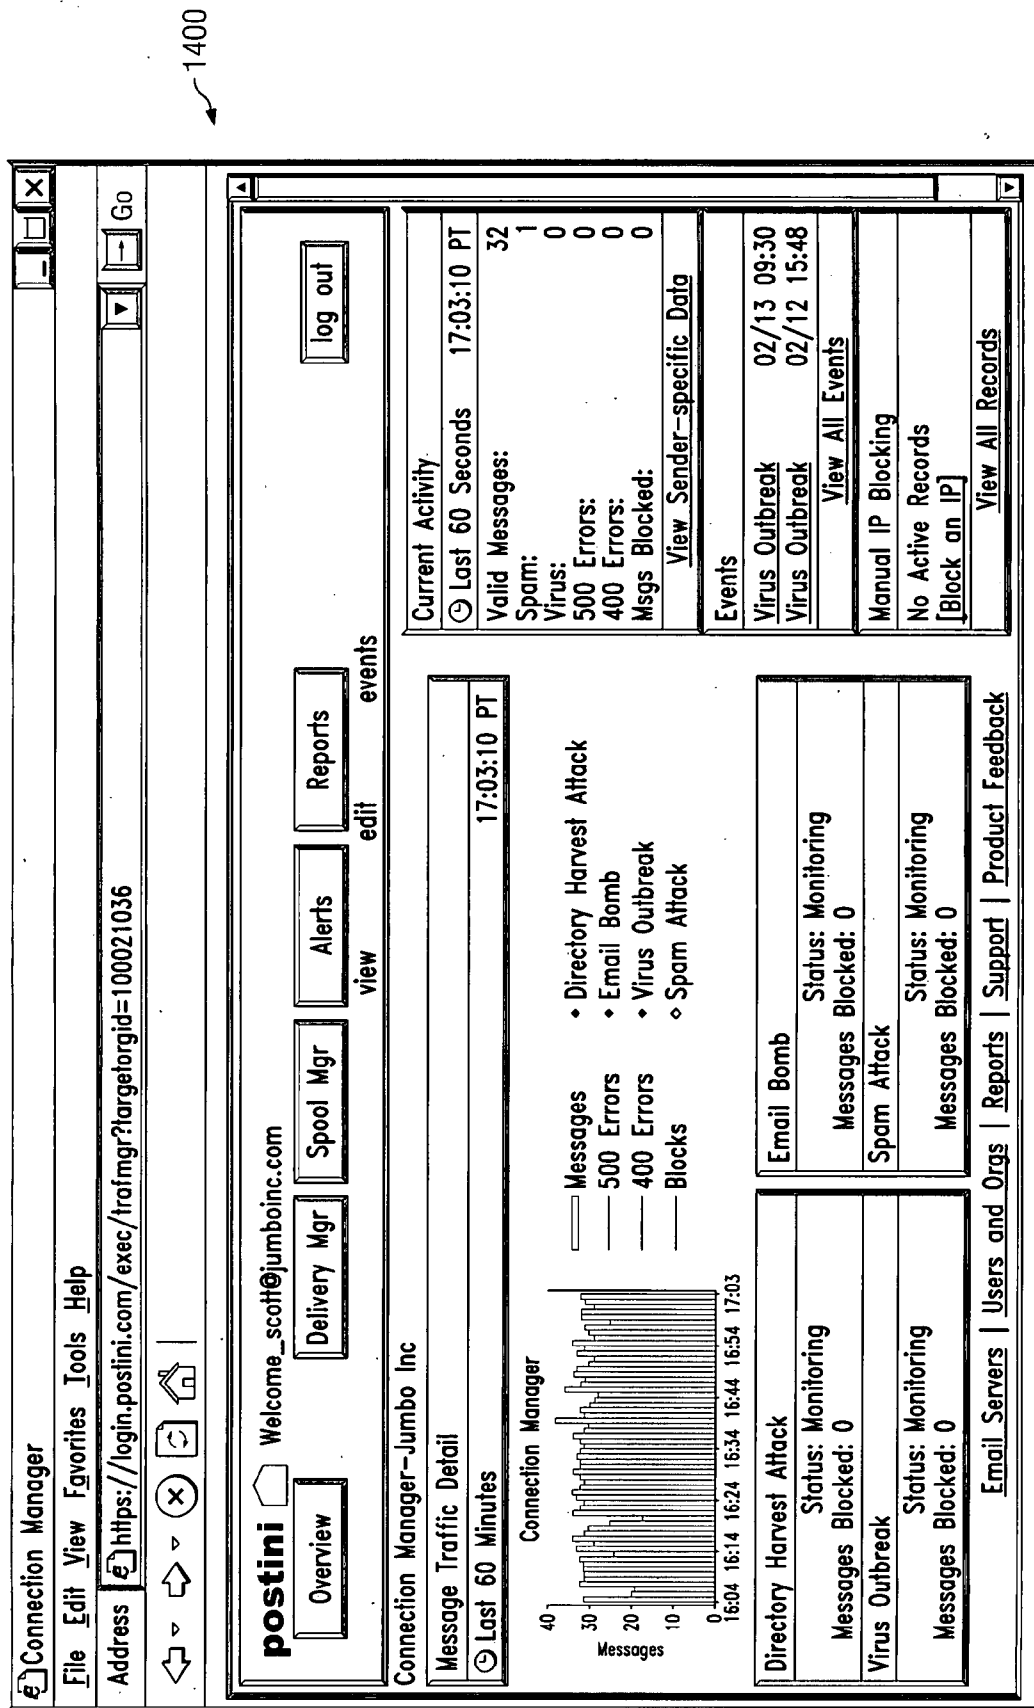 1400
Connection Manager
File Edit View Favorites Tools Help
Address https://login.postini.com/exec/trafmgr?targetorgid=100021036 Go
postini Welcome_scott@jumboinc.com
Overview Delivery Mgr Spool Mgr Alerts Reports log out
view edit events
Connection Manager-Jumbo Inc
Message Traffic Detail
Last 60 Minutes 17:03:10 PT
Connection Manager
Messages
40
30
20
10
0
16:04 16:14 16:24 16:34 16:44 16:54 17:03
Messages
500 Errors
400 Errors
Blocks
Directory Harvest Attack
Email Bomb
Virus Outbreak
Spam Attack
Directory Harvest Attack
Status: Monitoring
Messages Blocked: 0
Virus Outbreak
Status: Monitoring
Messages Blocked: 0
Email Bomb
Status: Monitoring
Messages Blocked: 0
Spam Attack
Status: Monitoring
Messages Blocked: 0
Current Activity
Last 60 Seconds 17:03:10 PT
Valid Messages: 32
Spam: 1
Virus: 0
500 Errors: 0
400 Errors: 0
Msgs Blocked: 0
View Sender-specific Data
Events
Virus Outbreak 02/13 09:30
Virus Outbreak 02/12 15:48
View All Events
Manual IP Blocking
No Active Records
[Block an IP]
View All Records
Email Servers | Users and Orgs | Reports | Support | Product Feedback